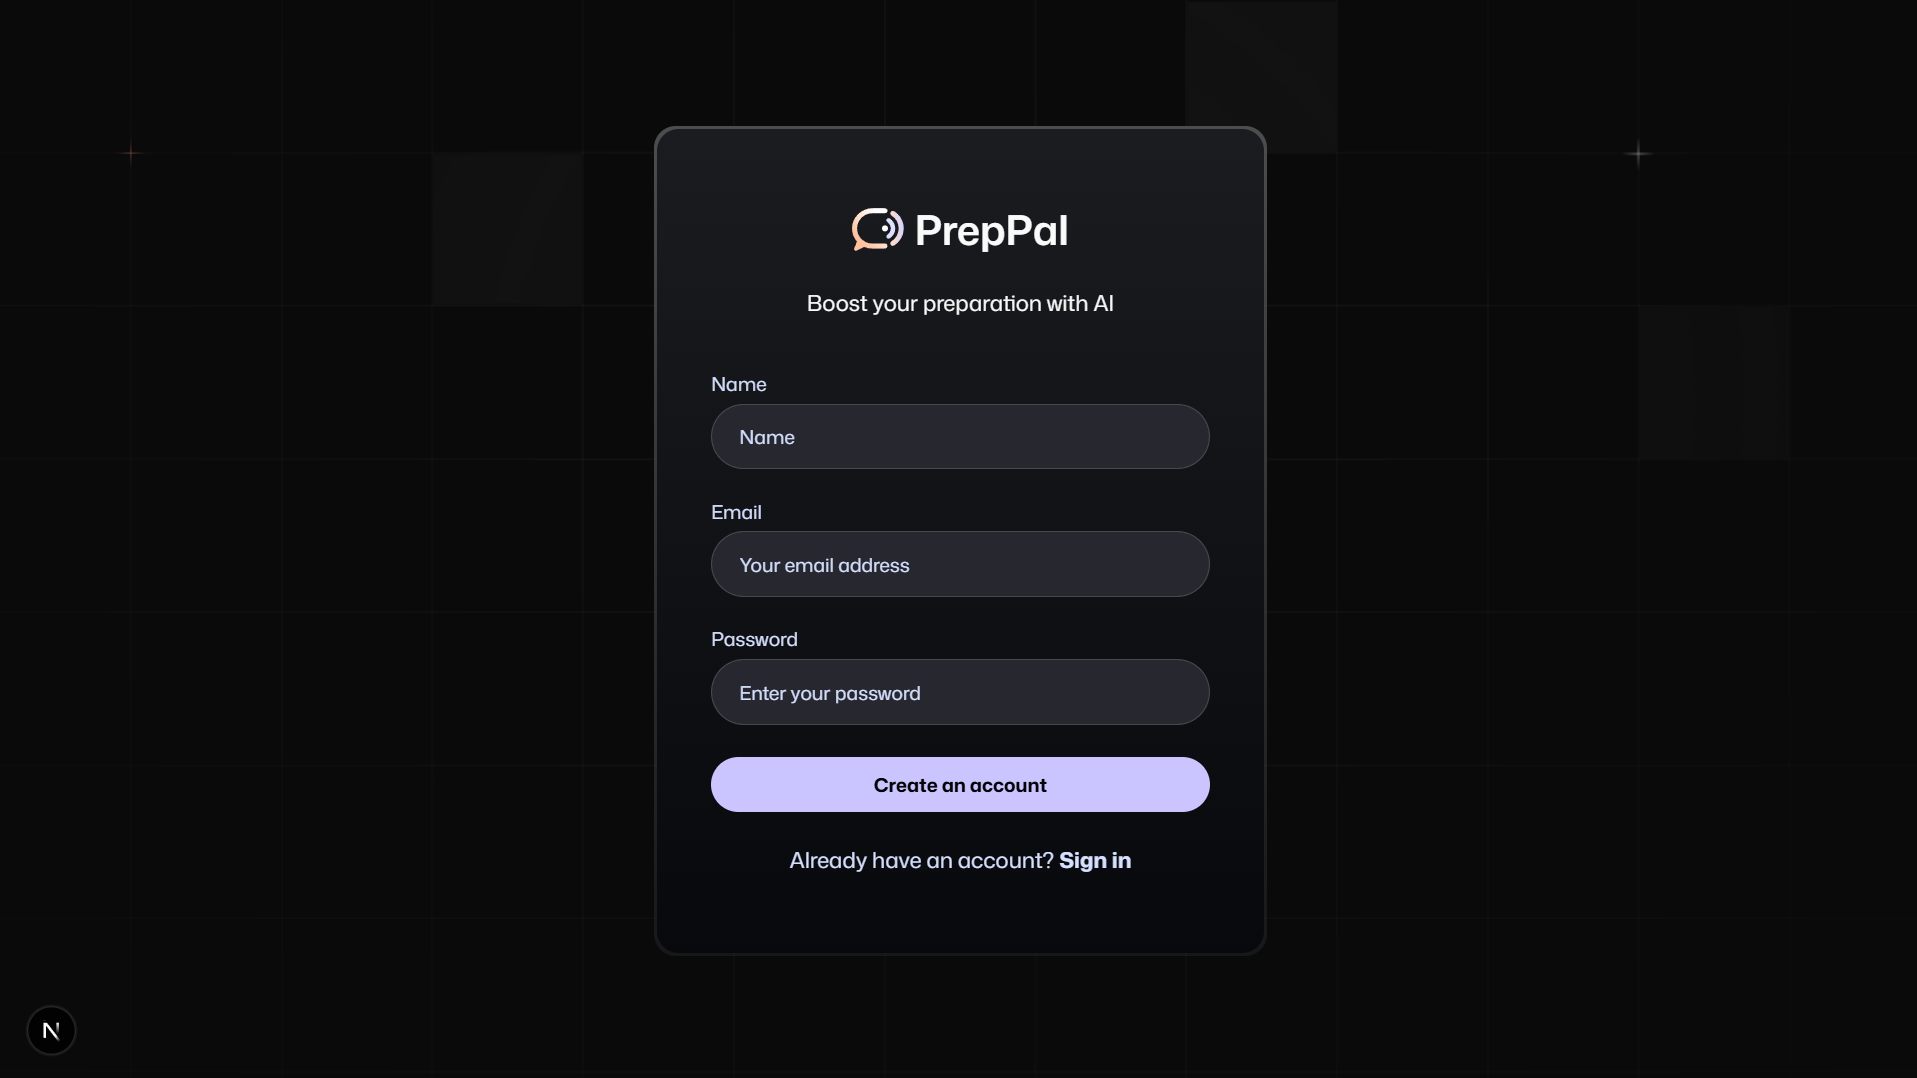 PrepPal
Boost your preparation with AI
Name
Name
Email
Your email address
Password
Enter your password
Create an account
Already have an account? Sign in
N